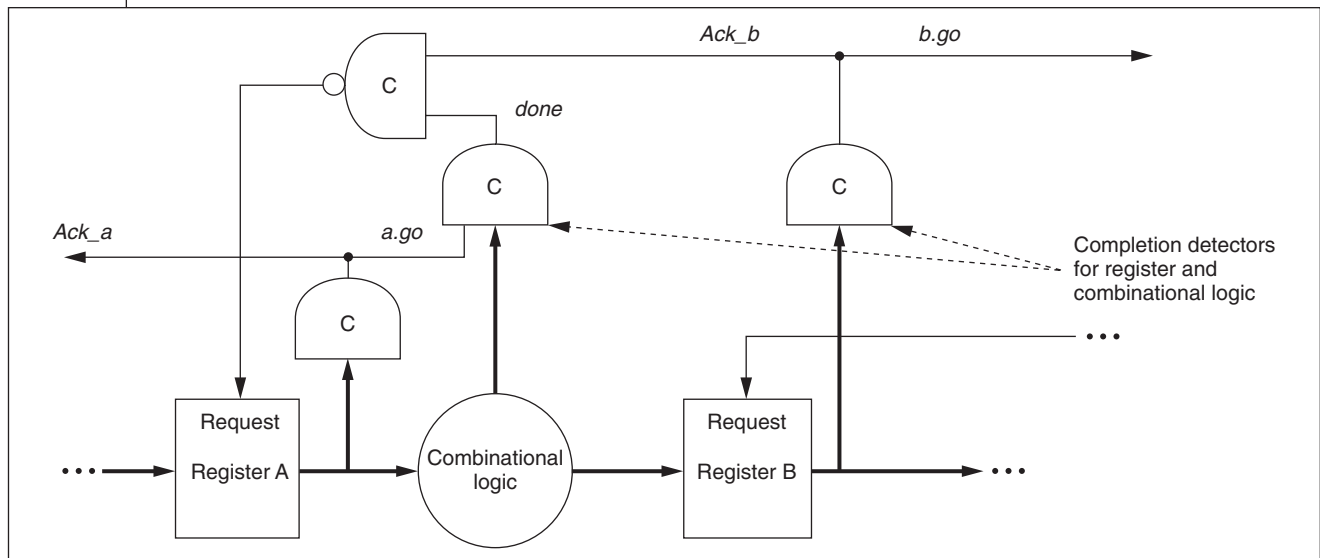 Ack_b
b.go
C
done
C
C
Ack_a
a.go
Completion detectors
for register and
combinational logic
C
Request
Register A
Combinational
logic
Request
Register B